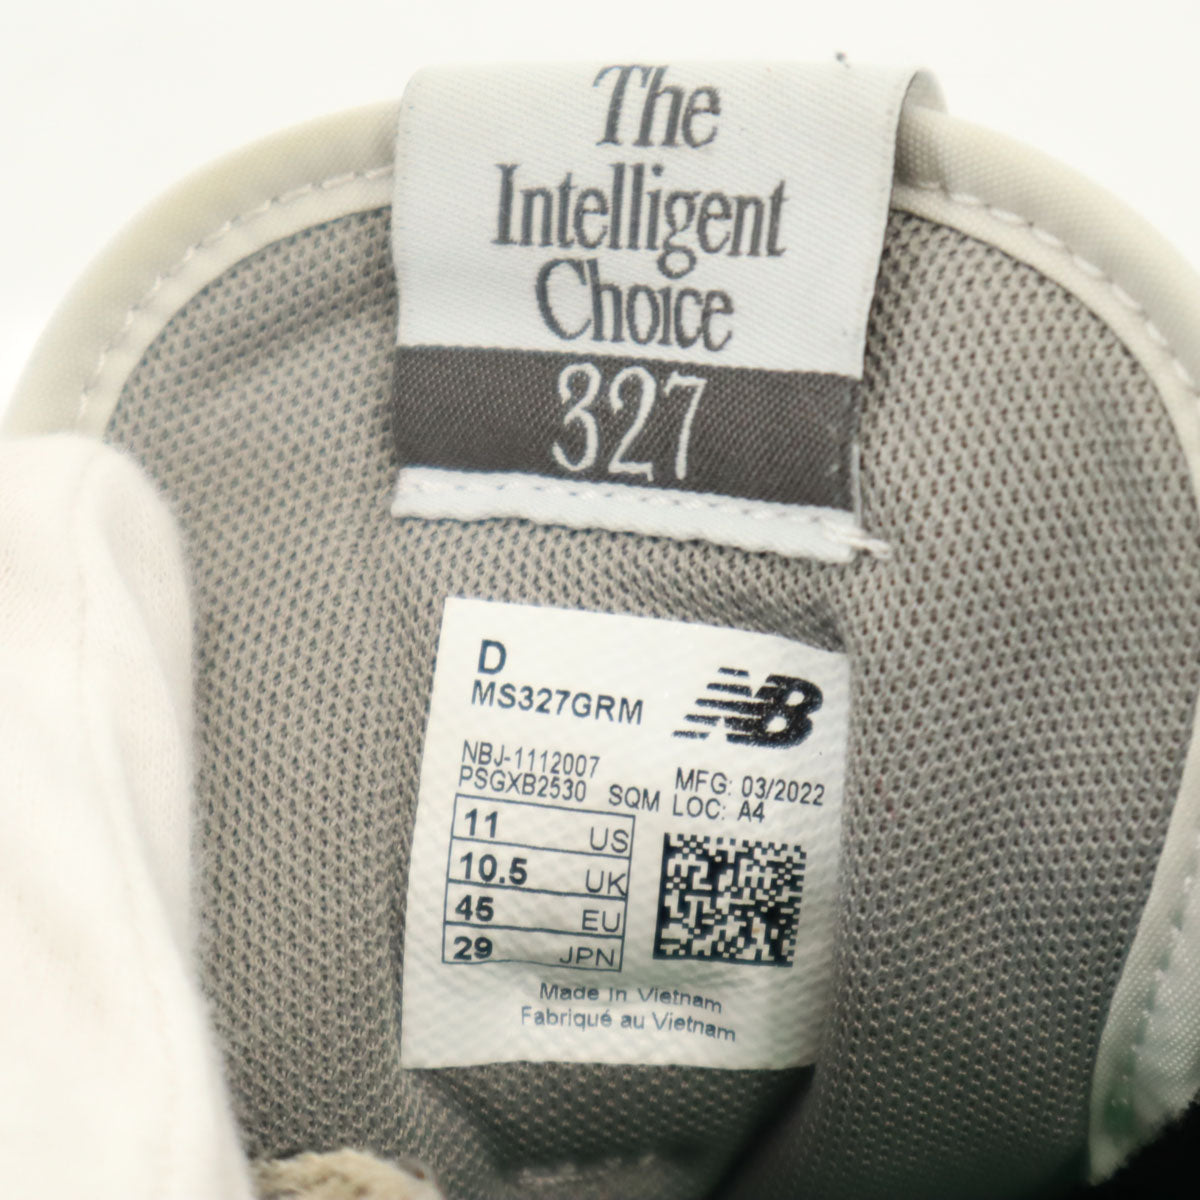 The
Intelligent
Choice
327
D
MS327GRM
NB
NBJ-1112007
PSGXB2530 SQM
MFG: 03/2022
LOC: A4
11 US
10.5 UK
45 EU
29 JPN
Made in Vietnam
Fabriqué au Vietnam